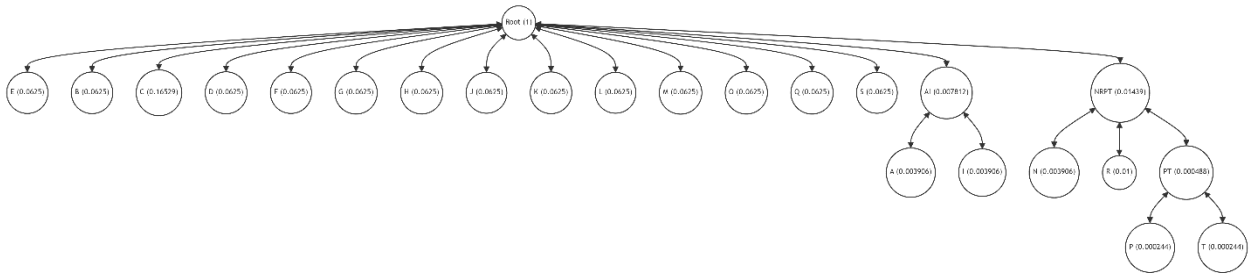 Root (1)
E (0.0625)
B (0.0625)
C (0.16529)
D (0.0625)
F (0.0625)
G (0.0625)
H (0.0625)
J (0.0625)
K (0.0625)
L (0.0625)
M (0.0625)
O (0.0625)
Q (0.0625)
S (0.0625)
AI (0.007812)
NRPT (0.01439)
A (0.003906)
I (0.003906)
N (0.003906)
R (0.01)
PT (0.000488)
P (0.000244)
T (0.000244)